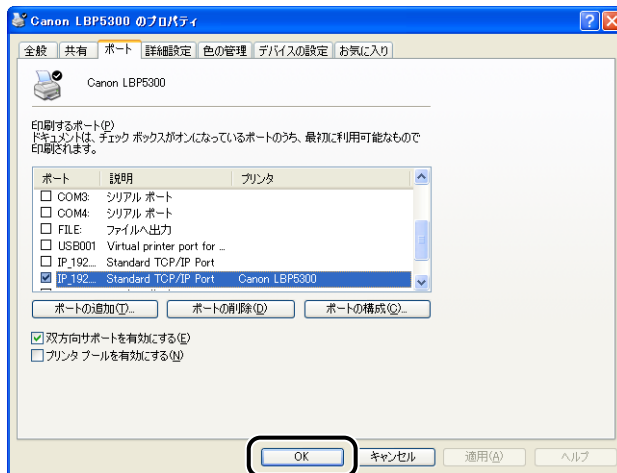 Canon LBP5300 のプロパティ
全般 共有 ポート 詳細設定 色の管理 デバイスの設定 お気に入り
Canon LBP5300
印刷するポート(P)
ドキュメントは、チェック ボックスがオンになっているポートのうち、最初に利用可能なもので
印刷されます。
ポート 説明 プリンタ
COM3: シリアル ポート
COM4: シリアル ポート
FILE: ファイルへ出力
USB001 Virtual printer port for ...
IP_192... Standard TCP/IP Port
IP_192... Standard TCP/IP Port Canon LBP5300
ポートの追加(T)... ポートの削除(D) ポートの構成(C)...
双方向サポートを有効にする(E)
プリンタ プールを有効にする(N)
OK キャンセル 適用(A) ヘルプ